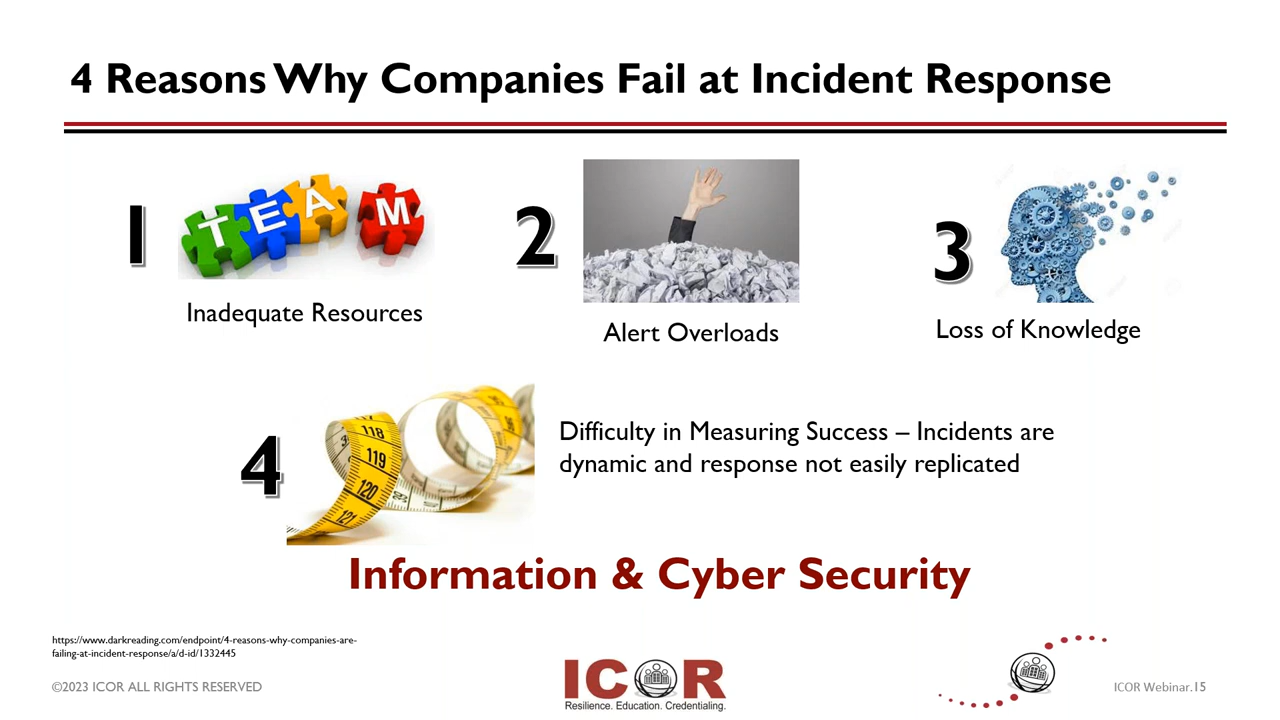 4 Reasons Why Companies Fail at Incident Response
1
TEAM
Inadequate Resources
2
Alert Overloads
3
Loss of Knowledge
4
118
119
120
121
39
Difficulty in Measuring Success – Incidents are
dynamic and response not easily replicated
Information & Cyber Security
https://www.darkreading.com/endpoint/4-reasons-why-companies-are-
failing-at-incident-response/a/d-id/1332445
©2023 ICOR ALL RIGHTS RESERVED
ICOR
Resilience. Education. Credentialing.
ICOR Webinar.15